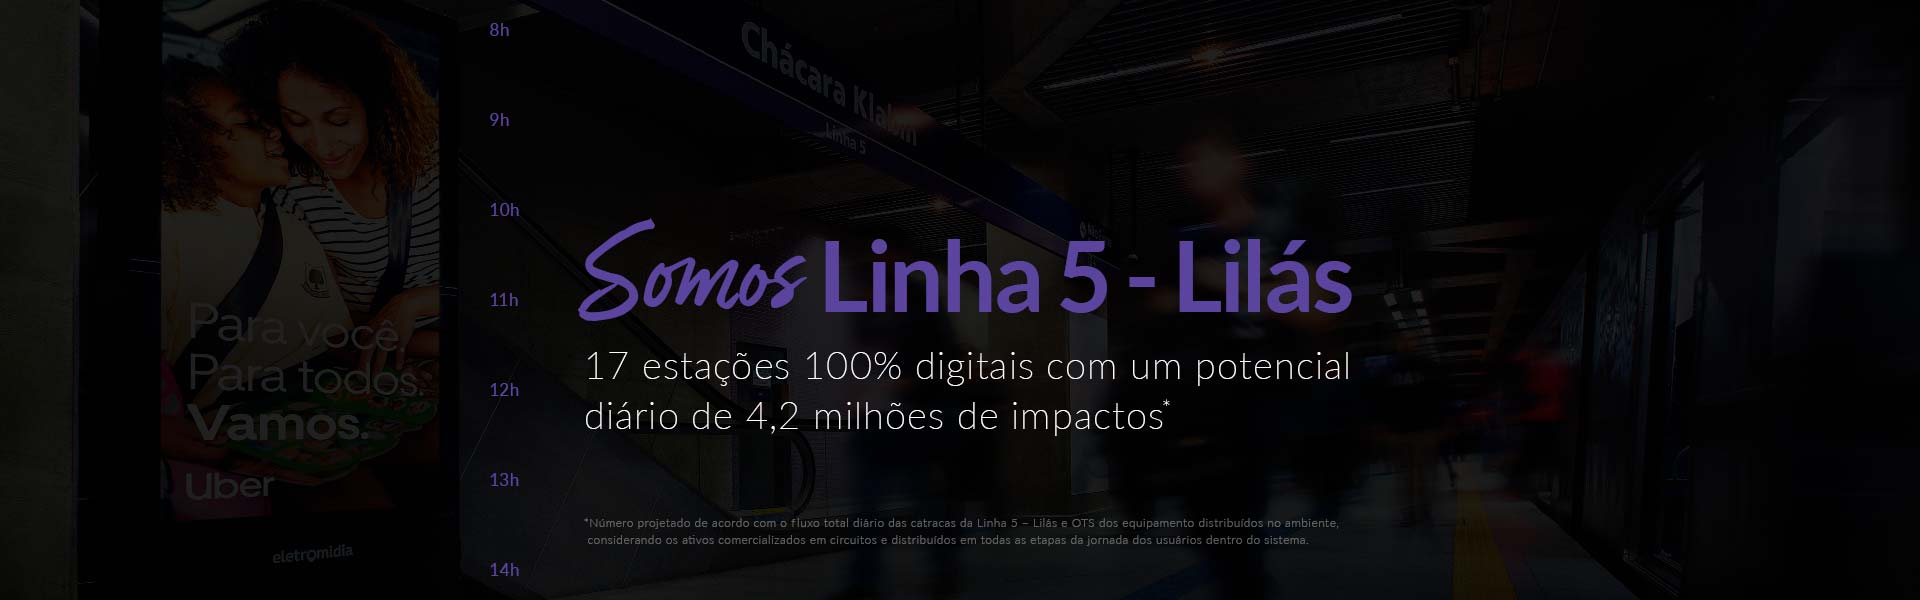 8h
9h
10h
11h
12h
13h
14h
Chácara Klabin
Linha 5
Para você.
Para todos.
Vamos.
Uber
eletromidia
Somos Linha 5 - Lilás
17 estações 100% digitais com um potencial
diário de 4,2 milhões de impactos*
*Número projetado de acordo com o fluxo total diário das catracas da Linha 5 – Lilás e OTS dos equipamento distribuídos no ambiente,
considerando os ativos comercializados em circuitos e distribuídos em todas as etapas da jornada dos usuários dentro do sistema.